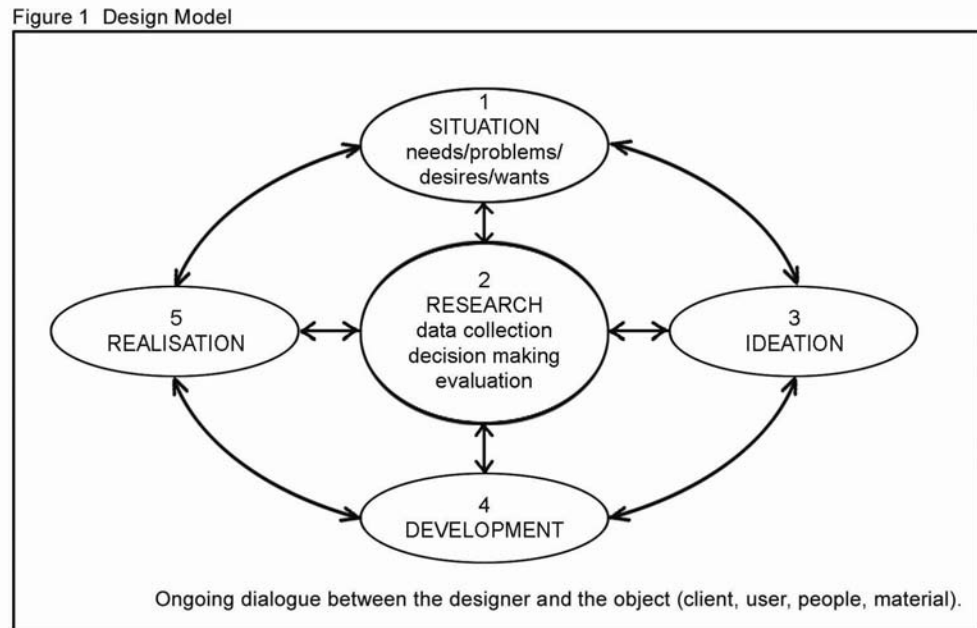 Figure 1 Design Model
1
SITUATION
needs/problems/
desires/wants
2
RESEARCH
data collection
decision making
evaluation
5
REALISATION
3
IDEATION
4
DEVELOPMENT
Ongoing dialogue between the designer and the object (client, user, people, material).